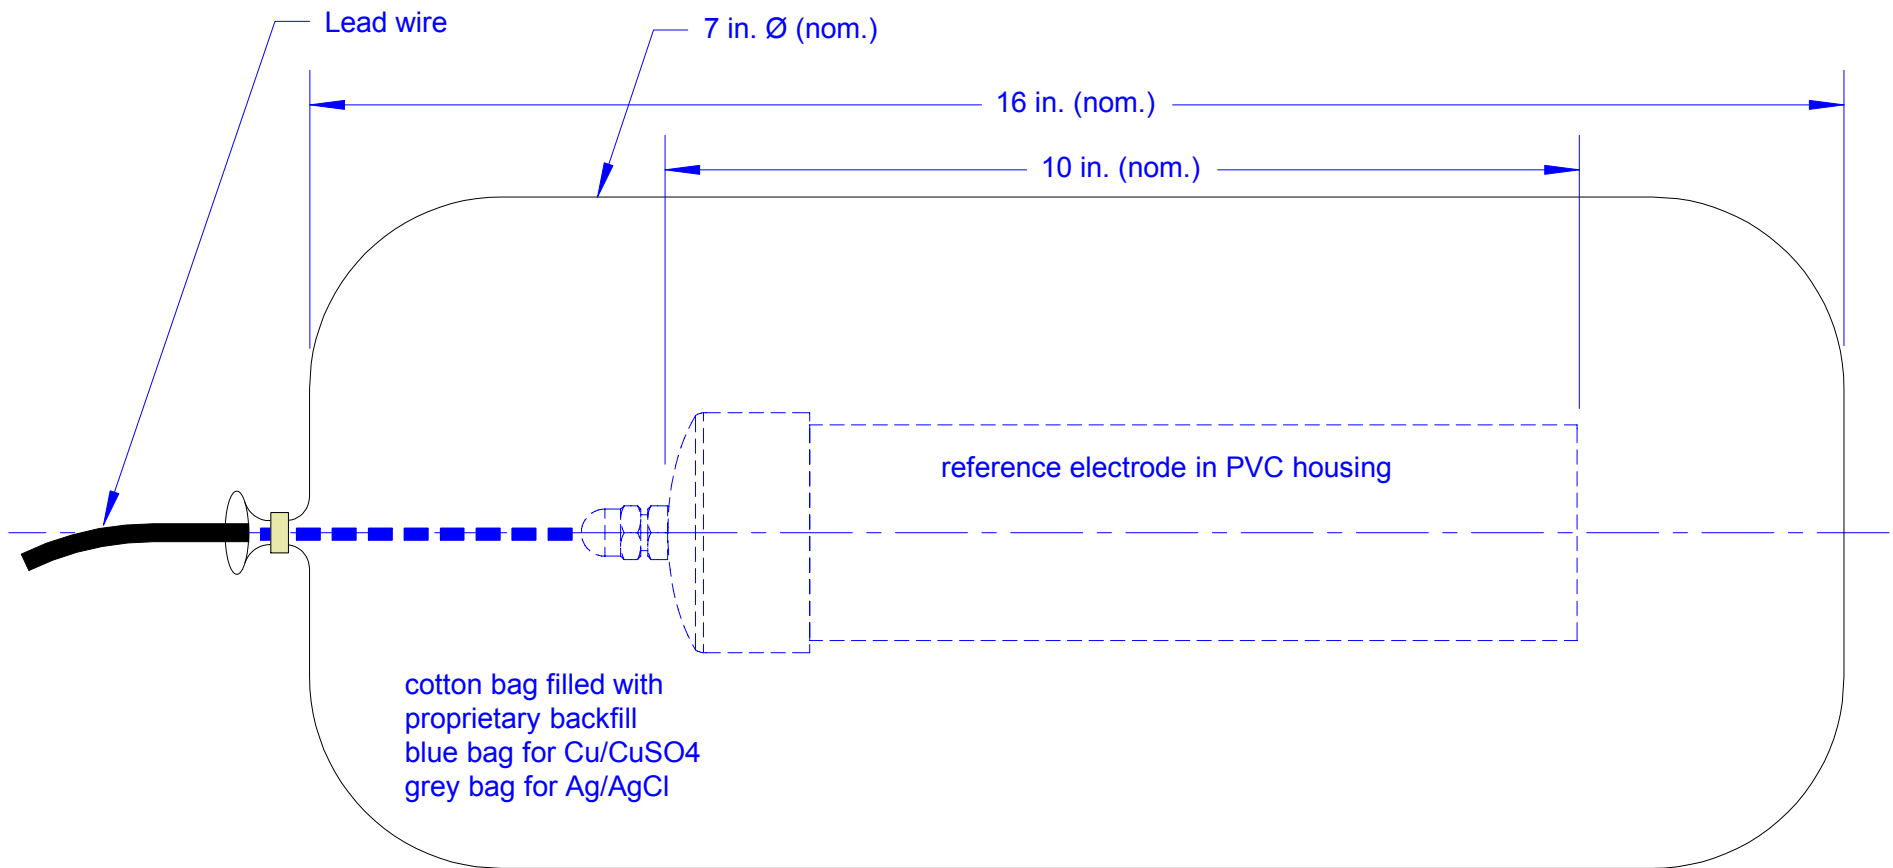 Lead wire
7 in. Ø (nom.)
16 in. (nom.)
10 in. (nom.)
reference electrode in PVC housing
cotton bag filled with
proprietary backfill
blue bag for Cu/CuSO4
grey bag for Ag/AgCl